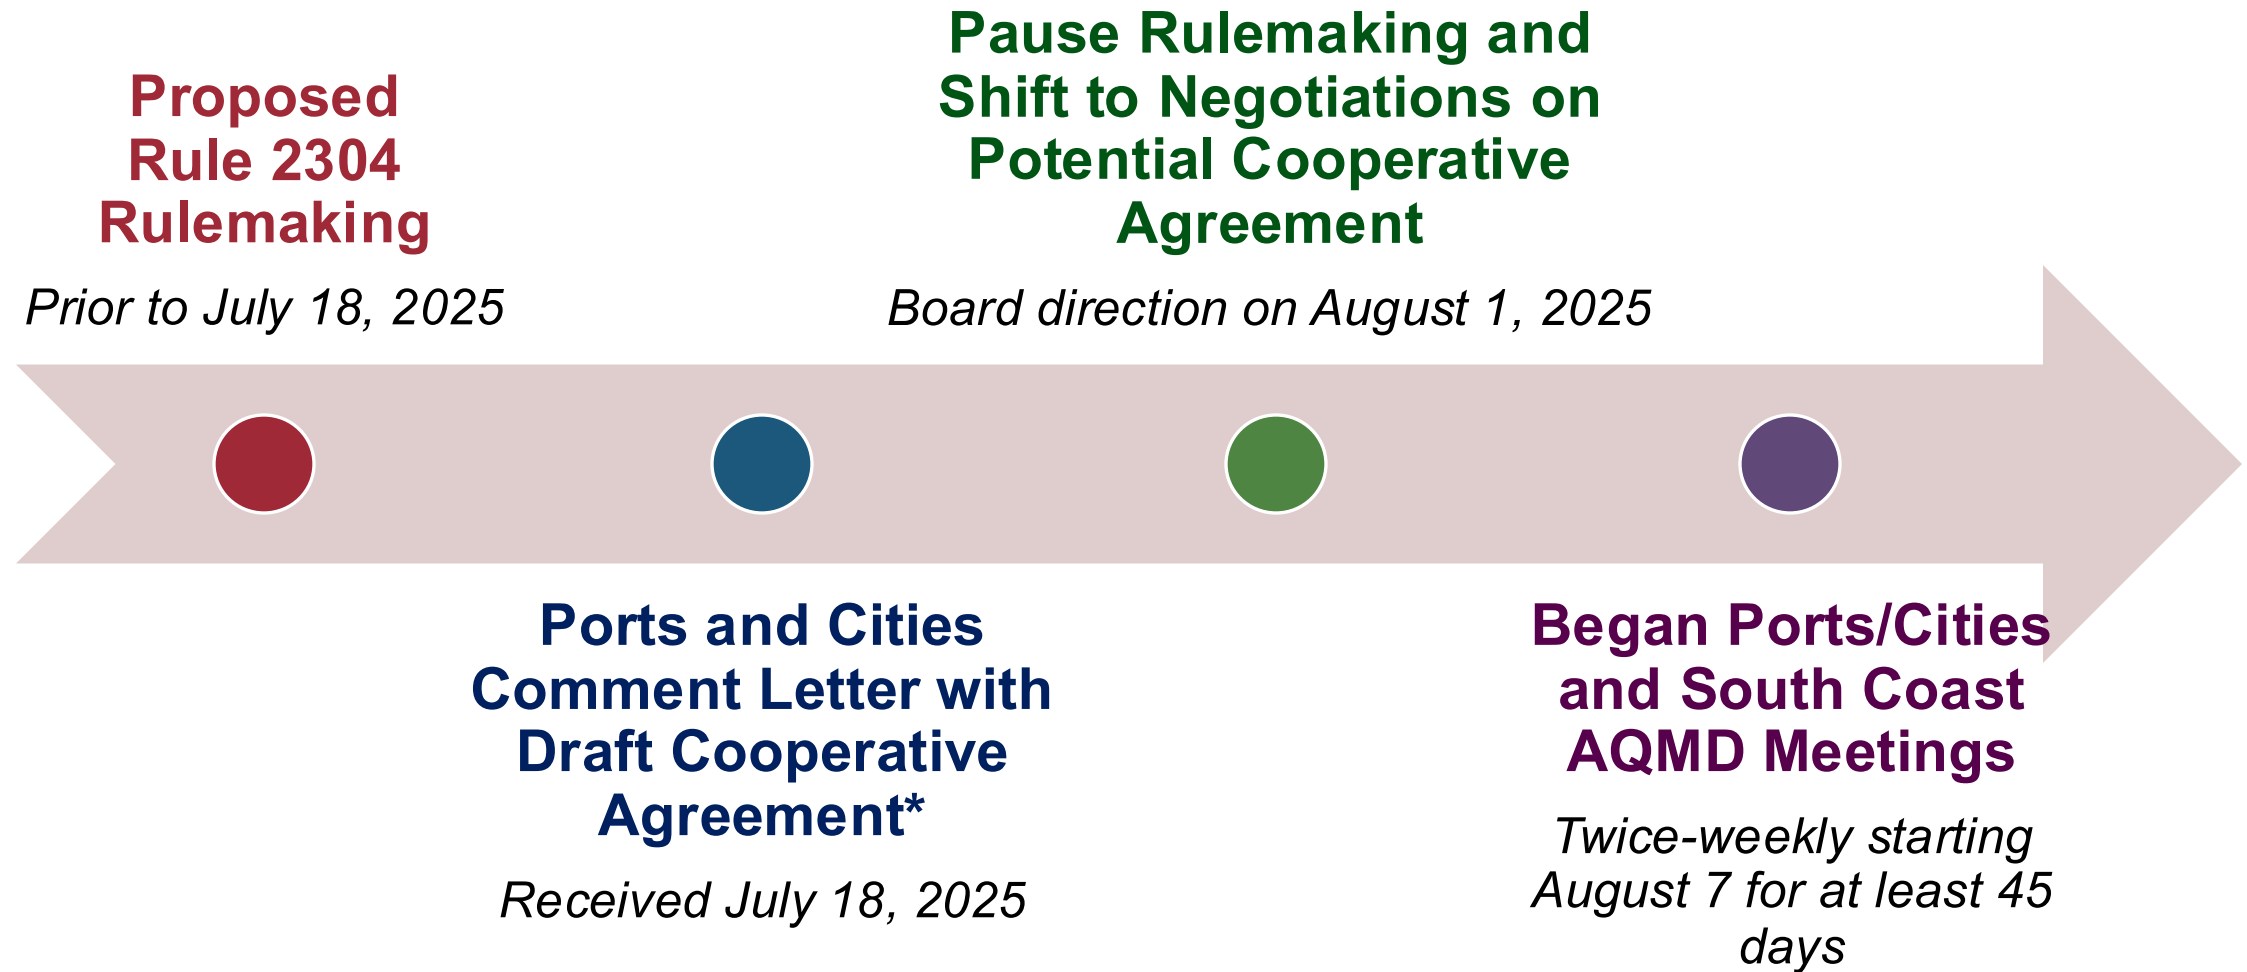 Proposed
Rule 2304
Rulemaking
Prior to July 18, 2025
Ports and Cities
Comment Letter with
Draft Cooperative
Agreement*
Received July 18, 2025
Pause Rulemaking and
Shift to Negotiations on
Potential Cooperative
Agreement
Board direction on August 1, 2025
Began Ports/Cities
and South Coast
AQMD Meetings
Twice-weekly starting
August 7 for at least 45
days